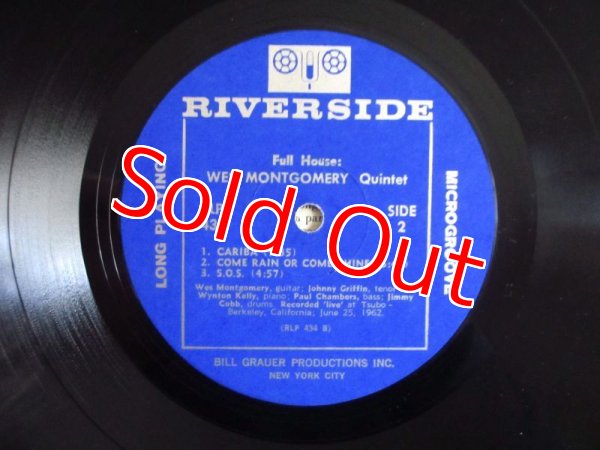 RIVERSIDE
Full House:
WES MONTGOMERY Quintet
LONG PLAYING
MICROGROOVE
SIDE
2
1. CARIBA
2. COME RAIN OR COME SHINE
3. S.O.S. (4:57)
Wes Montgomery, guitar; Johnny Griffin,
Wynton Kelly, piano; Paul Chambers, bass; Jimmy
Cobb, drums. Recorded 'live' at Tsubo-
Berkeley, California; June 25, 1962.
(RLP 434 B)
BILL GRAUER PRODUCTIONS INC.
NEW YORK CITY
Sold Out